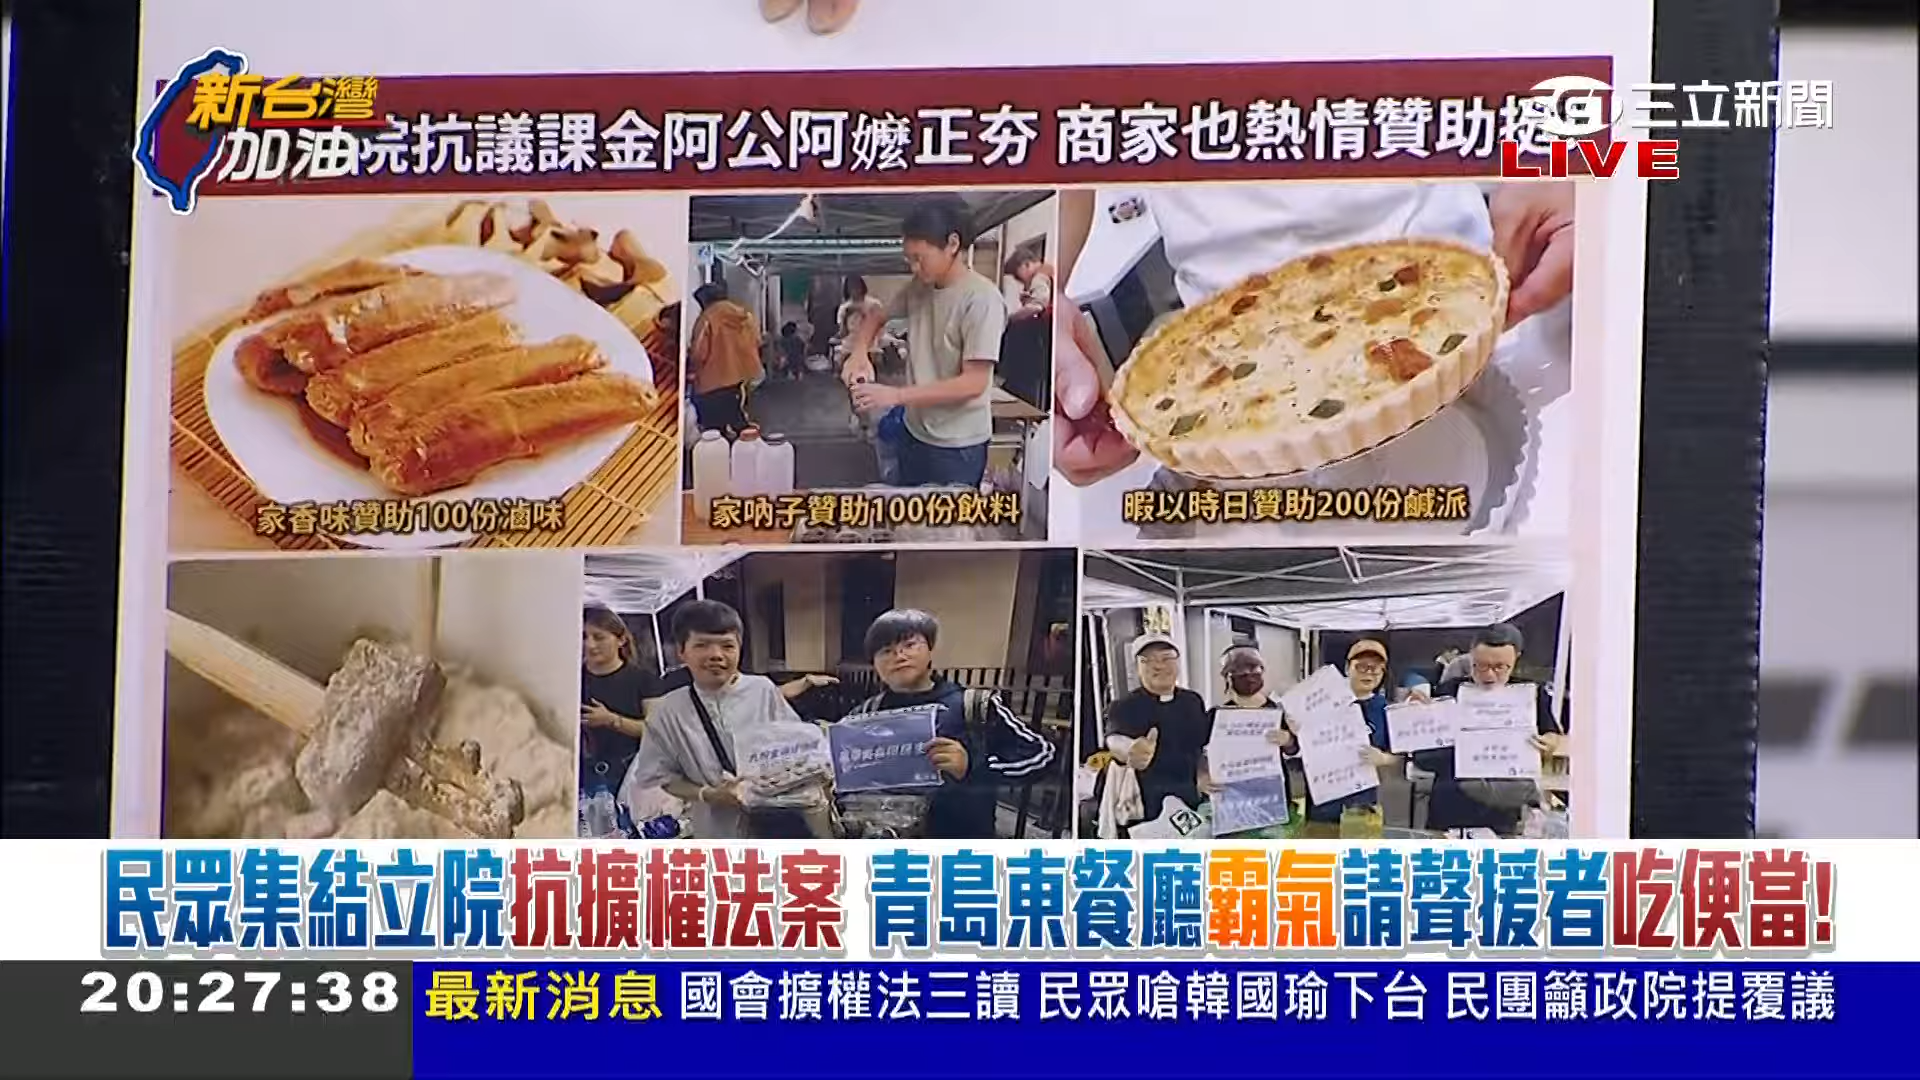 新台灣
加油
院抗議課金阿公阿嬤正夯 商家也熱情贊助挺
三立新聞
LIVE
家香味贊助100份滷味
家吶子贊助100份飲料
暇以時日贊助200份鹹派
民眾集結立院抗擴權法案 青島東餐廳霸氣請聲援者吃便當!
20:27:38
最新消息 國會擴權法三讀 民眾嗆韓國瑜下台 民團籲政院提覆議